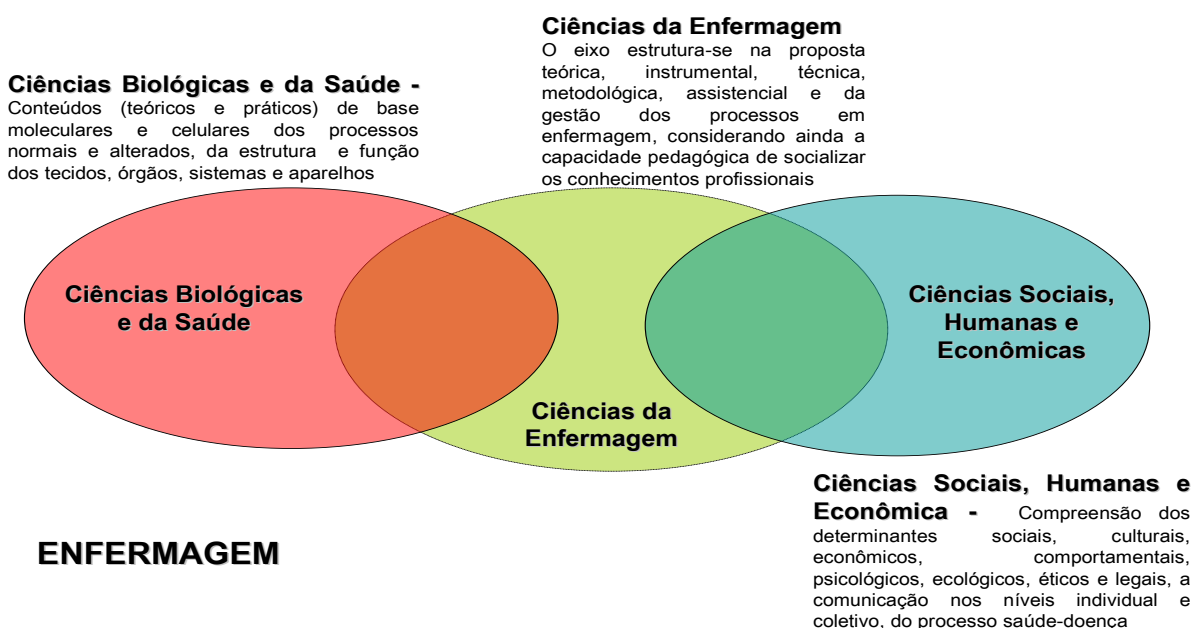 Ciências da Enfermagem
O eixo estrutura-se na proposta
teórica, instrumental, técnica,
metodológica, assistencial e da
gestão dos processos em
enfermagem, considerando ainda a
capacidade pedagógica de socializar
os conhecimentos profissionais
Ciências Biológicas e da Saúde -
Conteúdos (teóricos e práticos) de base
moleculares e celulares dos processos
normais e alterados, da estrutura e função
dos tecidos, órgãos, sistemas e aparelhos
Ciências Biológicas
e da Saúde
Ciências da
Enfermagem
Ciências Sociais,
Humanas e
Econômicas
Ciências Sociais, Humanas e
Econômica - Compreensão dos
determinantes sociais, culturais,
econômicos, comportamentais,
psicológicos, ecológicos, éticos e legais, a
comunicação nos níveis individual e
coletivo, do processo saúde-doença
ENFERMAGEM